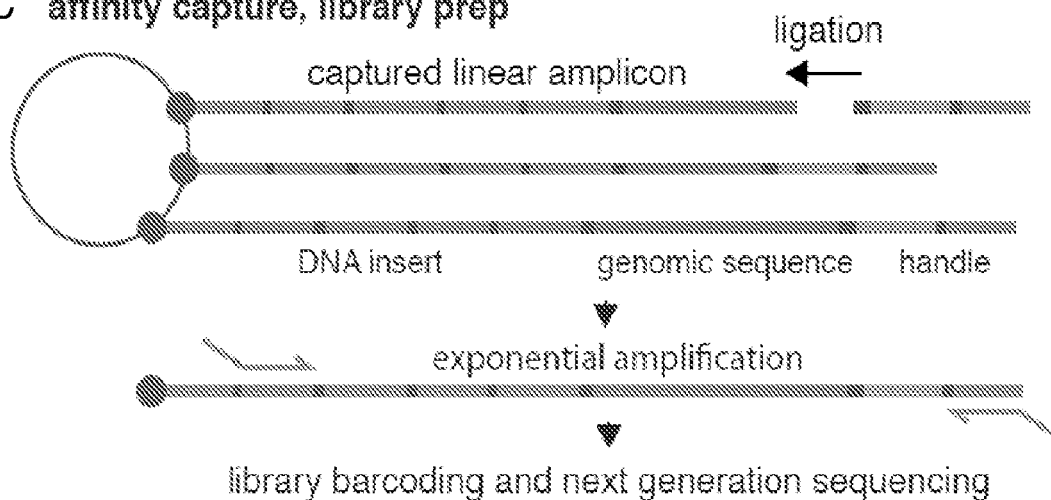 C affinity capture, library prep
ligation
captured linear amplicon
DNA insert genomic sequence handle
exponential amplification
library barcoding and next generation sequencing